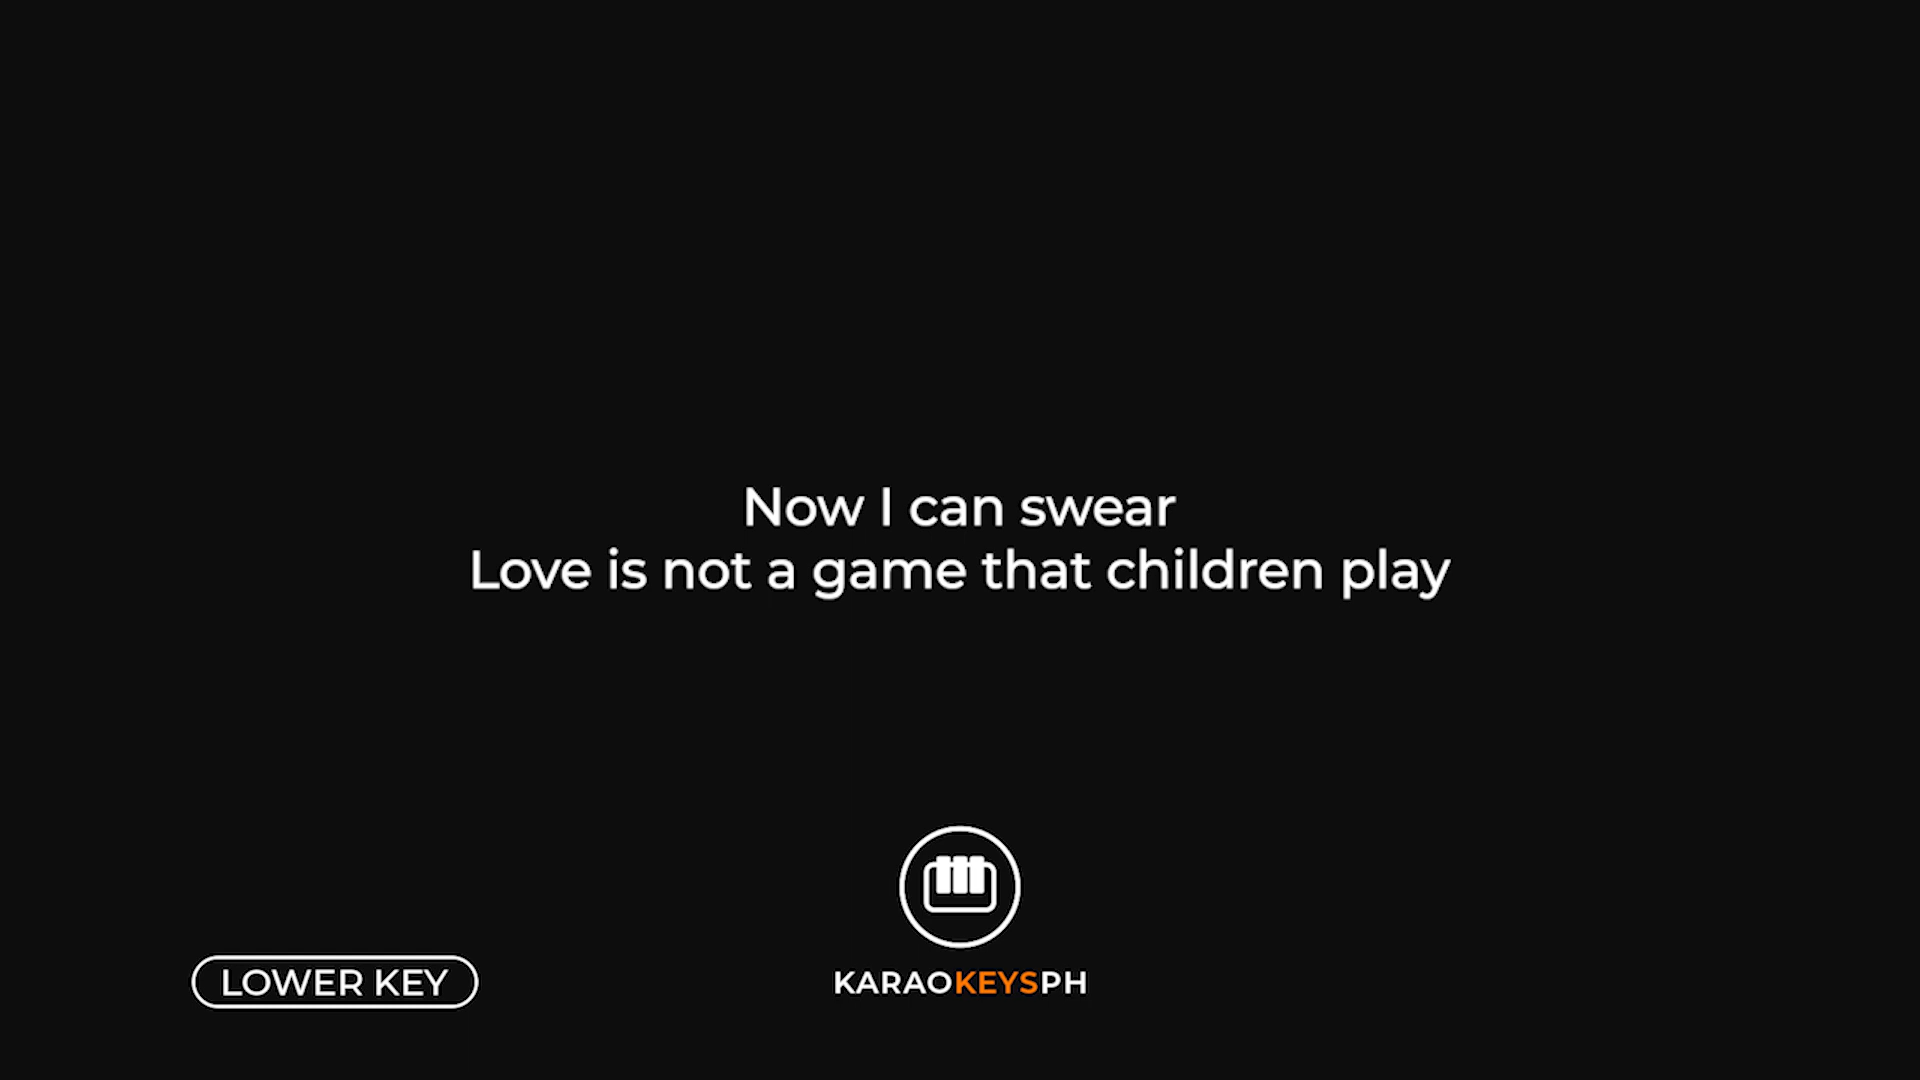 Now I can swear
Love is not a game that children play
LOWER KEY
KARAOKEYSPH